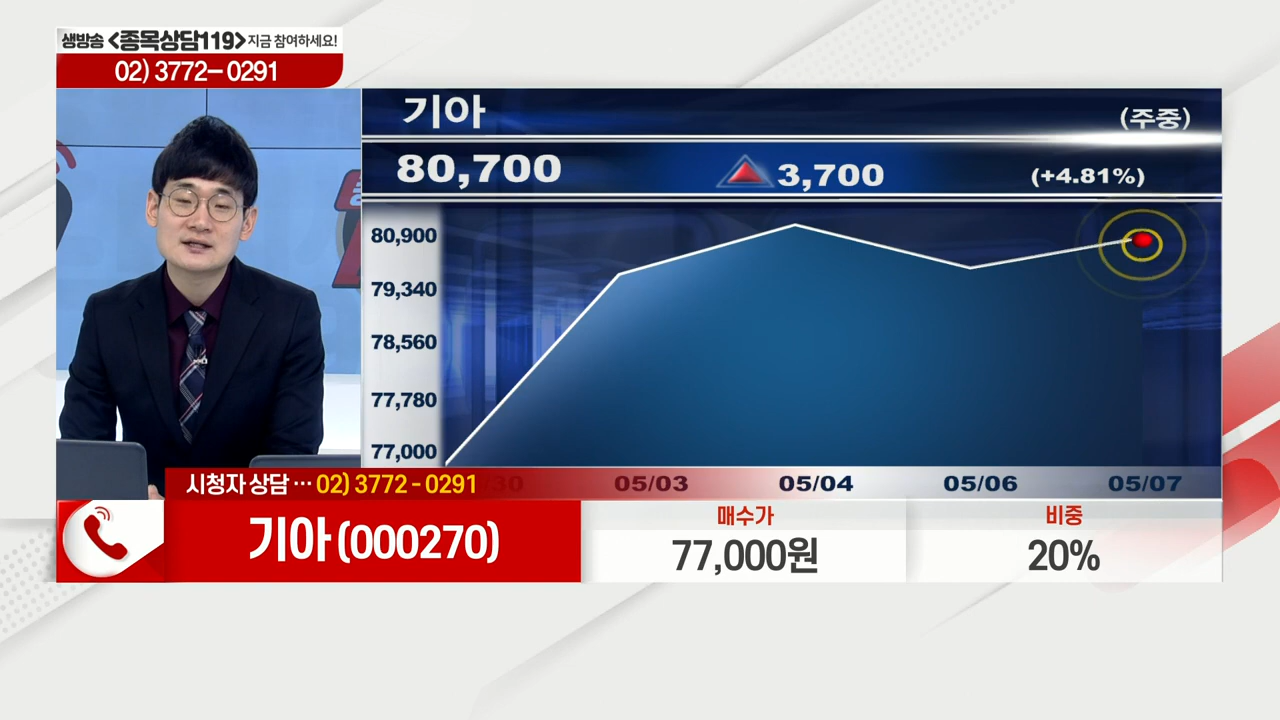 생방송 <종목상담119> 지금 참여하세요!
02) 3772-0291
기아
(주중)
80,700
3,700
(+4.81%)
80,900
79,340
78,560
77,780
77,000
30 05/03 05/04 05/06 05/07
시청자 상담 … 02) 3772 - 0291
기아 (000270)
매수가
77,000원
비중
20%